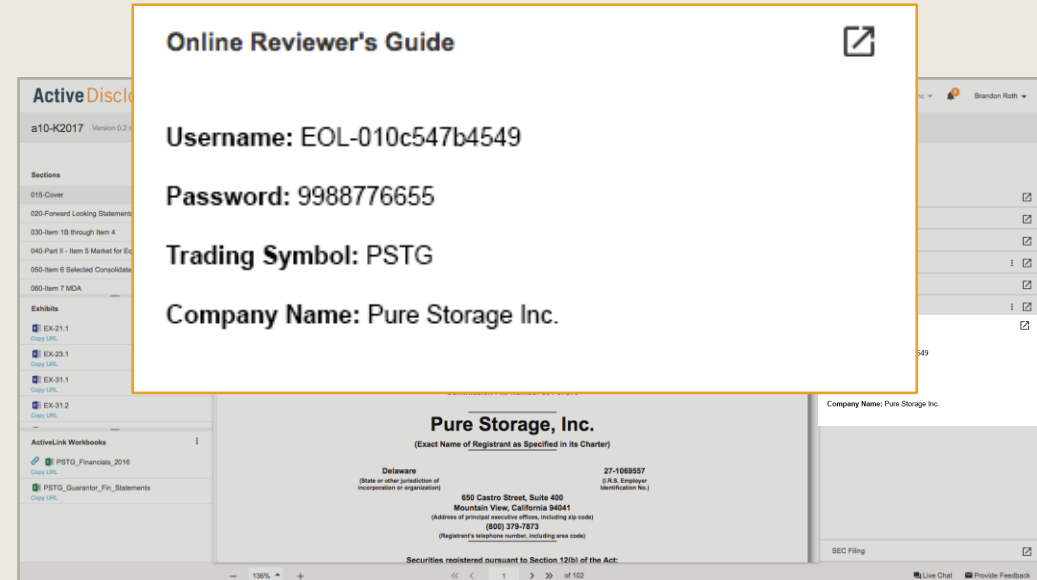 Online Reviewer's Guide
Username: EOL-010c547b4549
Password: 9988776655
Trading Symbol: PSTG
Company Name: Pure Storage Inc.
Brandon Roth
a10-K2017 Version 0.2
Sections
015-Cover
020-Forward Looking Statements
030-Item 1B through Item 4
040-Part II - Item 5 Market for
050-Item 6 Selected
060-Item 7 MDA
Exhibits
EX-21.1
Copy URL
EX-23.1
Copy URL
EX-31.1
Copy URL
EX-31.2
Copy URL
ActiveLink Workbooks
PSTG_Financials_2016
Copy URL
PSTG_Guarantor_Fin_Statements
Copy URL
Pure Storage, Inc.
(Exact Name of Registrant as Specified in its Charter)
Delaware 27-1069557
(State or other jurisdiction of (I.R.S. Employer
incorporation or organization) Identification No.)
650 Castro Street, Suite 400
Mountain View, California 94041
(Address of principal executive offices, including zip code)
(800) 379-7873
(Registrant's telephone number, including area code)
Securities registered pursuant to Section 12(b) of the Act:
549
Company Name: Pure Storage Inc.
SEC Filing
136% 1 of 102
Live Chat Provide Feedback